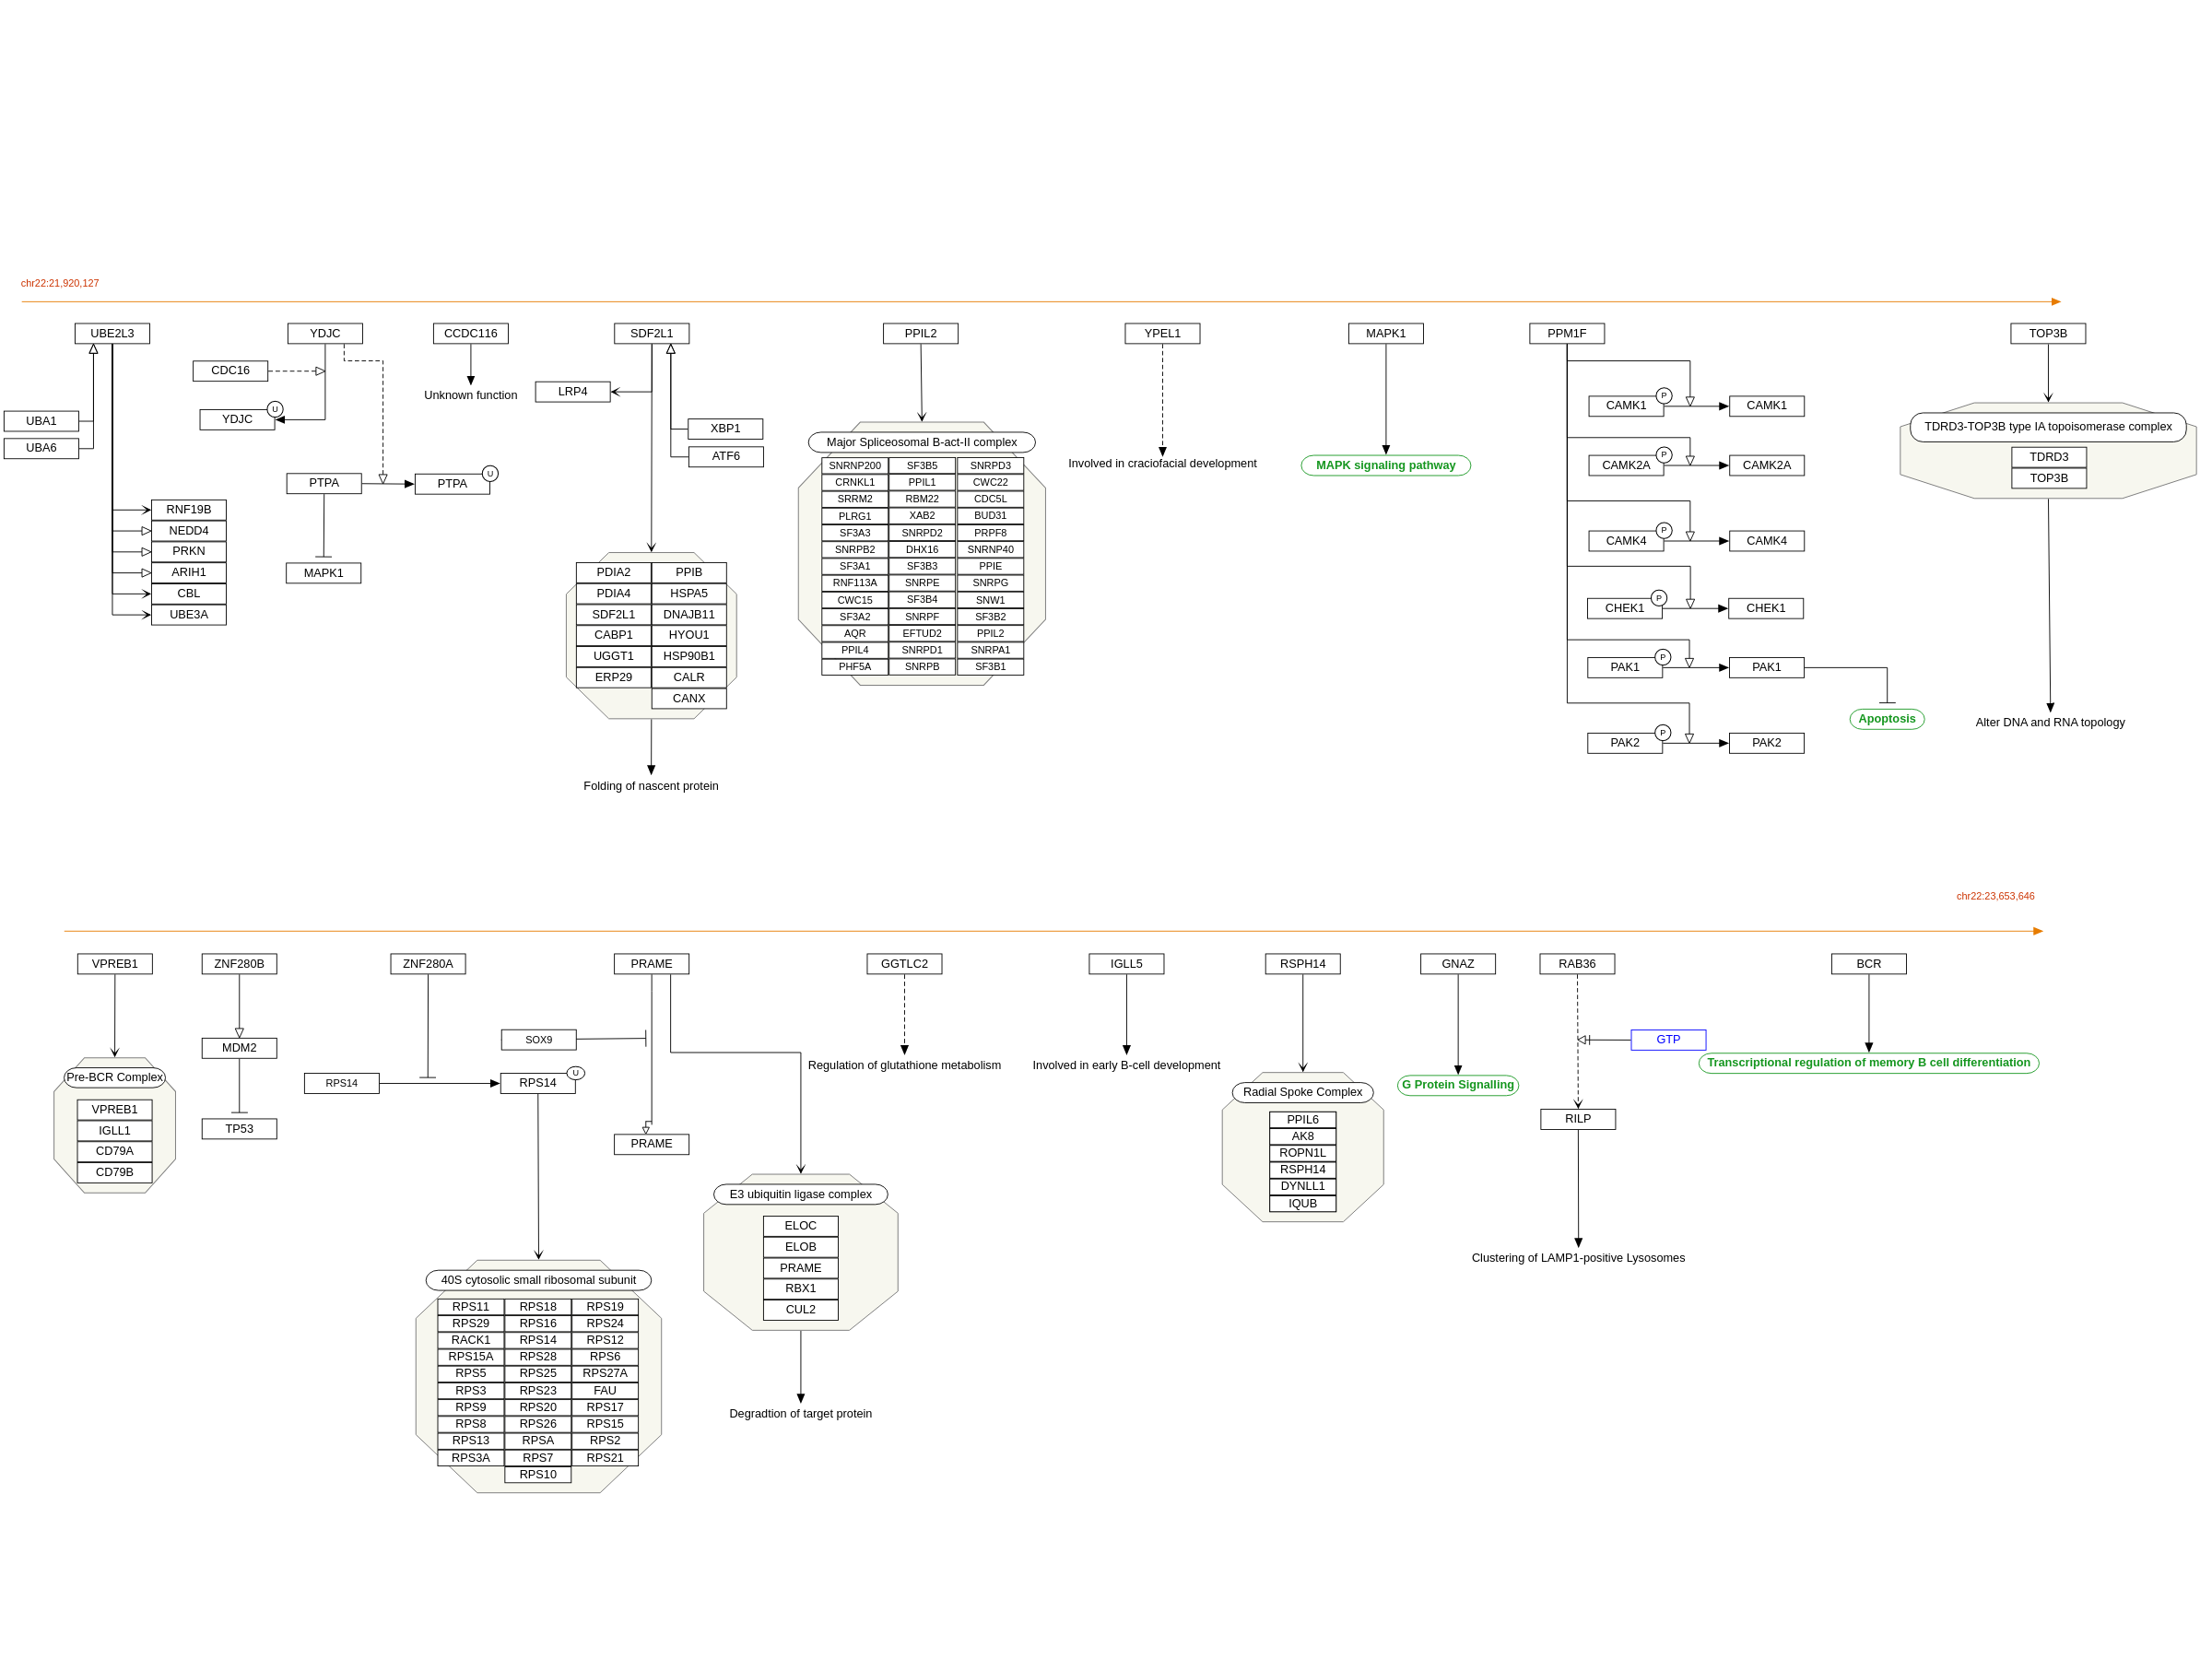 chr22:21,920,127
UBE2L3
YDJC
CCDC116
SDF2L1
PPIL2
YPEL1
MAPK1
PPM1F
TOP3B
CDC16
YDJC
U
UBA1
UBA6
Unknown function
LRP4
XBP1
ATF6
PTPA
PTPA
U
MAPK1
RNF19B
NEDD4
PRKN
ARIH1
CBL
UBE3A
PDIA2 PPIB
PDIA4 HSPA5
SDF2L1 DNAJB11
CABP1 HYOU1
UGGT1 HSP90B1
ERP29 CALR
CANX
Folding of nascent protein
Major Spliceosomal B-act-II complex
SNRNP200 SF3B5 SNRPD3
CRNKL1 PPIL1 CWC22
SRRM2 RBM22 CDC5L
PLRG1 XAB2 BUD31
SF3A3 SNRPD2 PRPF8
SNRPB2 DHX16 SNRNP40
SF3A1 SF3B3 PPIE
RNF113A SNRPE SNRPG
CWC15 SF3B4 SNW1
SF3A2 SNRPF SF3B2
AQR EFTUD2 PPIL2
PPIL4 SNRPD1 SNRPA1
PHF5A SNRPB SF3B1
Involved in craciofacial development
MAPK signaling pathway
CAMK1 P CAMK1
CAMK2A P CAMK2A
CAMK4 P CAMK4
CHEK1 P CHEK1
PAK1 P PAK1
PAK2 P PAK2
Apoptosis
TDRD3-TOP3B type IA topoisomerase complex
TDRD3
TOP3B
Alter DNA and RNA topology
chr22:23,653,646
VPREB1
ZNF280B
ZNF280A
PRAME
GGTLC2
IGLL5
RSPH14
GNAZ
RAB36
BCR
Pre-BCR Complex
VPREB1
IGLL1
CD79A
CD79B
MDM2
TP53
RPS14
RPS14
U
SOX9
PRAME
40S cytosolic small ribosomal subunit
RPS11 RPS18 RPS19
RPS29 RPS16 RPS24
RACK1 RPS14 RPS12
RPS15A RPS28 RPS6
RPS5 RPS25 RPS27A
RPS3 RPS23 FAU
RPS9 RPS20 RPS17
RPS8 RPS26 RPS15
RPS13 RPSA RPS2
RPS3A RPS7 RPS21
RPS10
E3 ubiquitin ligase complex
ELOC
ELOB
PRAME
RBX1
CUL2
Degradtion of target protein
Regulation of glutathione metabolism
Involved in early B-cell development
Radial Spoke Complex
PPIL6
AK8
ROPN1L
RSPH14
DYNLL1
IQUB
G Protein Signalling
GTP
RILP
Clustering of LAMP1-positive Lysosomes
Transcriptional regulation of memory B cell differentiation